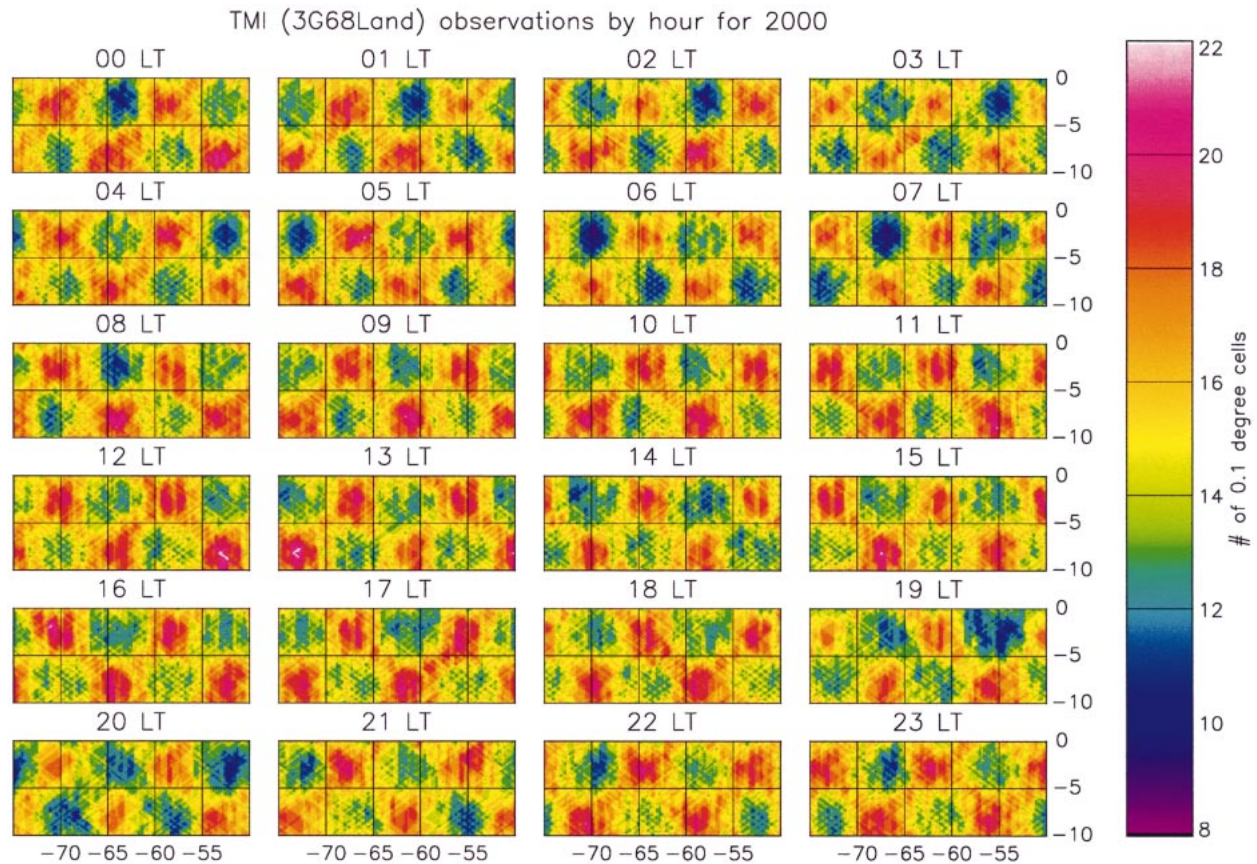 TMI (3G68Land) observations by hour for 2000
00 LT 01 LT 02 LT 03 LT
0
-5
-10
04 LT 05 LT 06 LT 07 LT
0
-5
-10
08 LT 09 LT 10 LT 11 LT
0
-5
-10
12 LT 13 LT 14 LT 15 LT
0
-5
-10
16 LT 17 LT 18 LT 19 LT
0
-5
-10
20 LT 21 LT 22 LT 23 LT
0
-5
-10
-70 -65 -60 -55 -70 -65 -60 -55 -70 -65 -60 -55 -70 -65 -60 -55
22
20
18
16
14
12
10
8
# of 0.1 degree cells